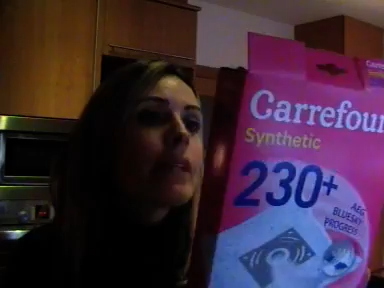 Carrefour
Synthetic
230+
AEG
BLUESKY
PROGRESS